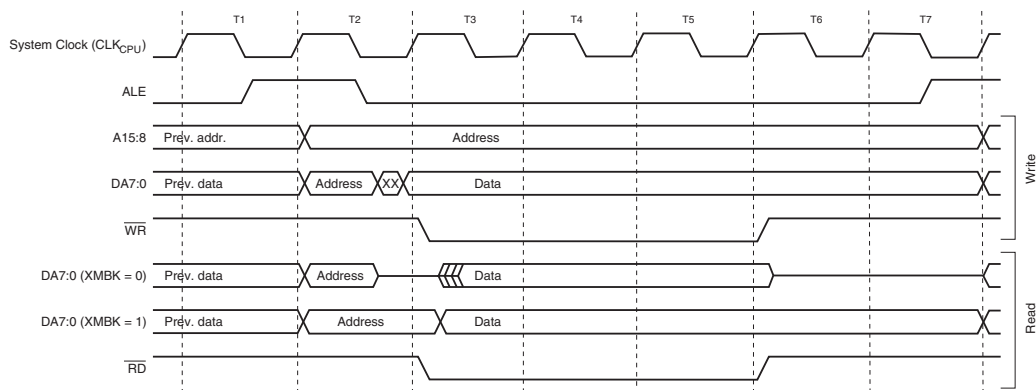 T1 T2 T3 T4 T5 T6 T7
System Clock (CLKCPU)
ALE
A15:8 Prev. addr. Address
DA7:0 Prev. data Address XX Data
WR
Write
DA7:0 (XMBK = 0) Prev. data Address Data
DA7:0 (XMBK = 1) Prev. data Address Data
RD
Read